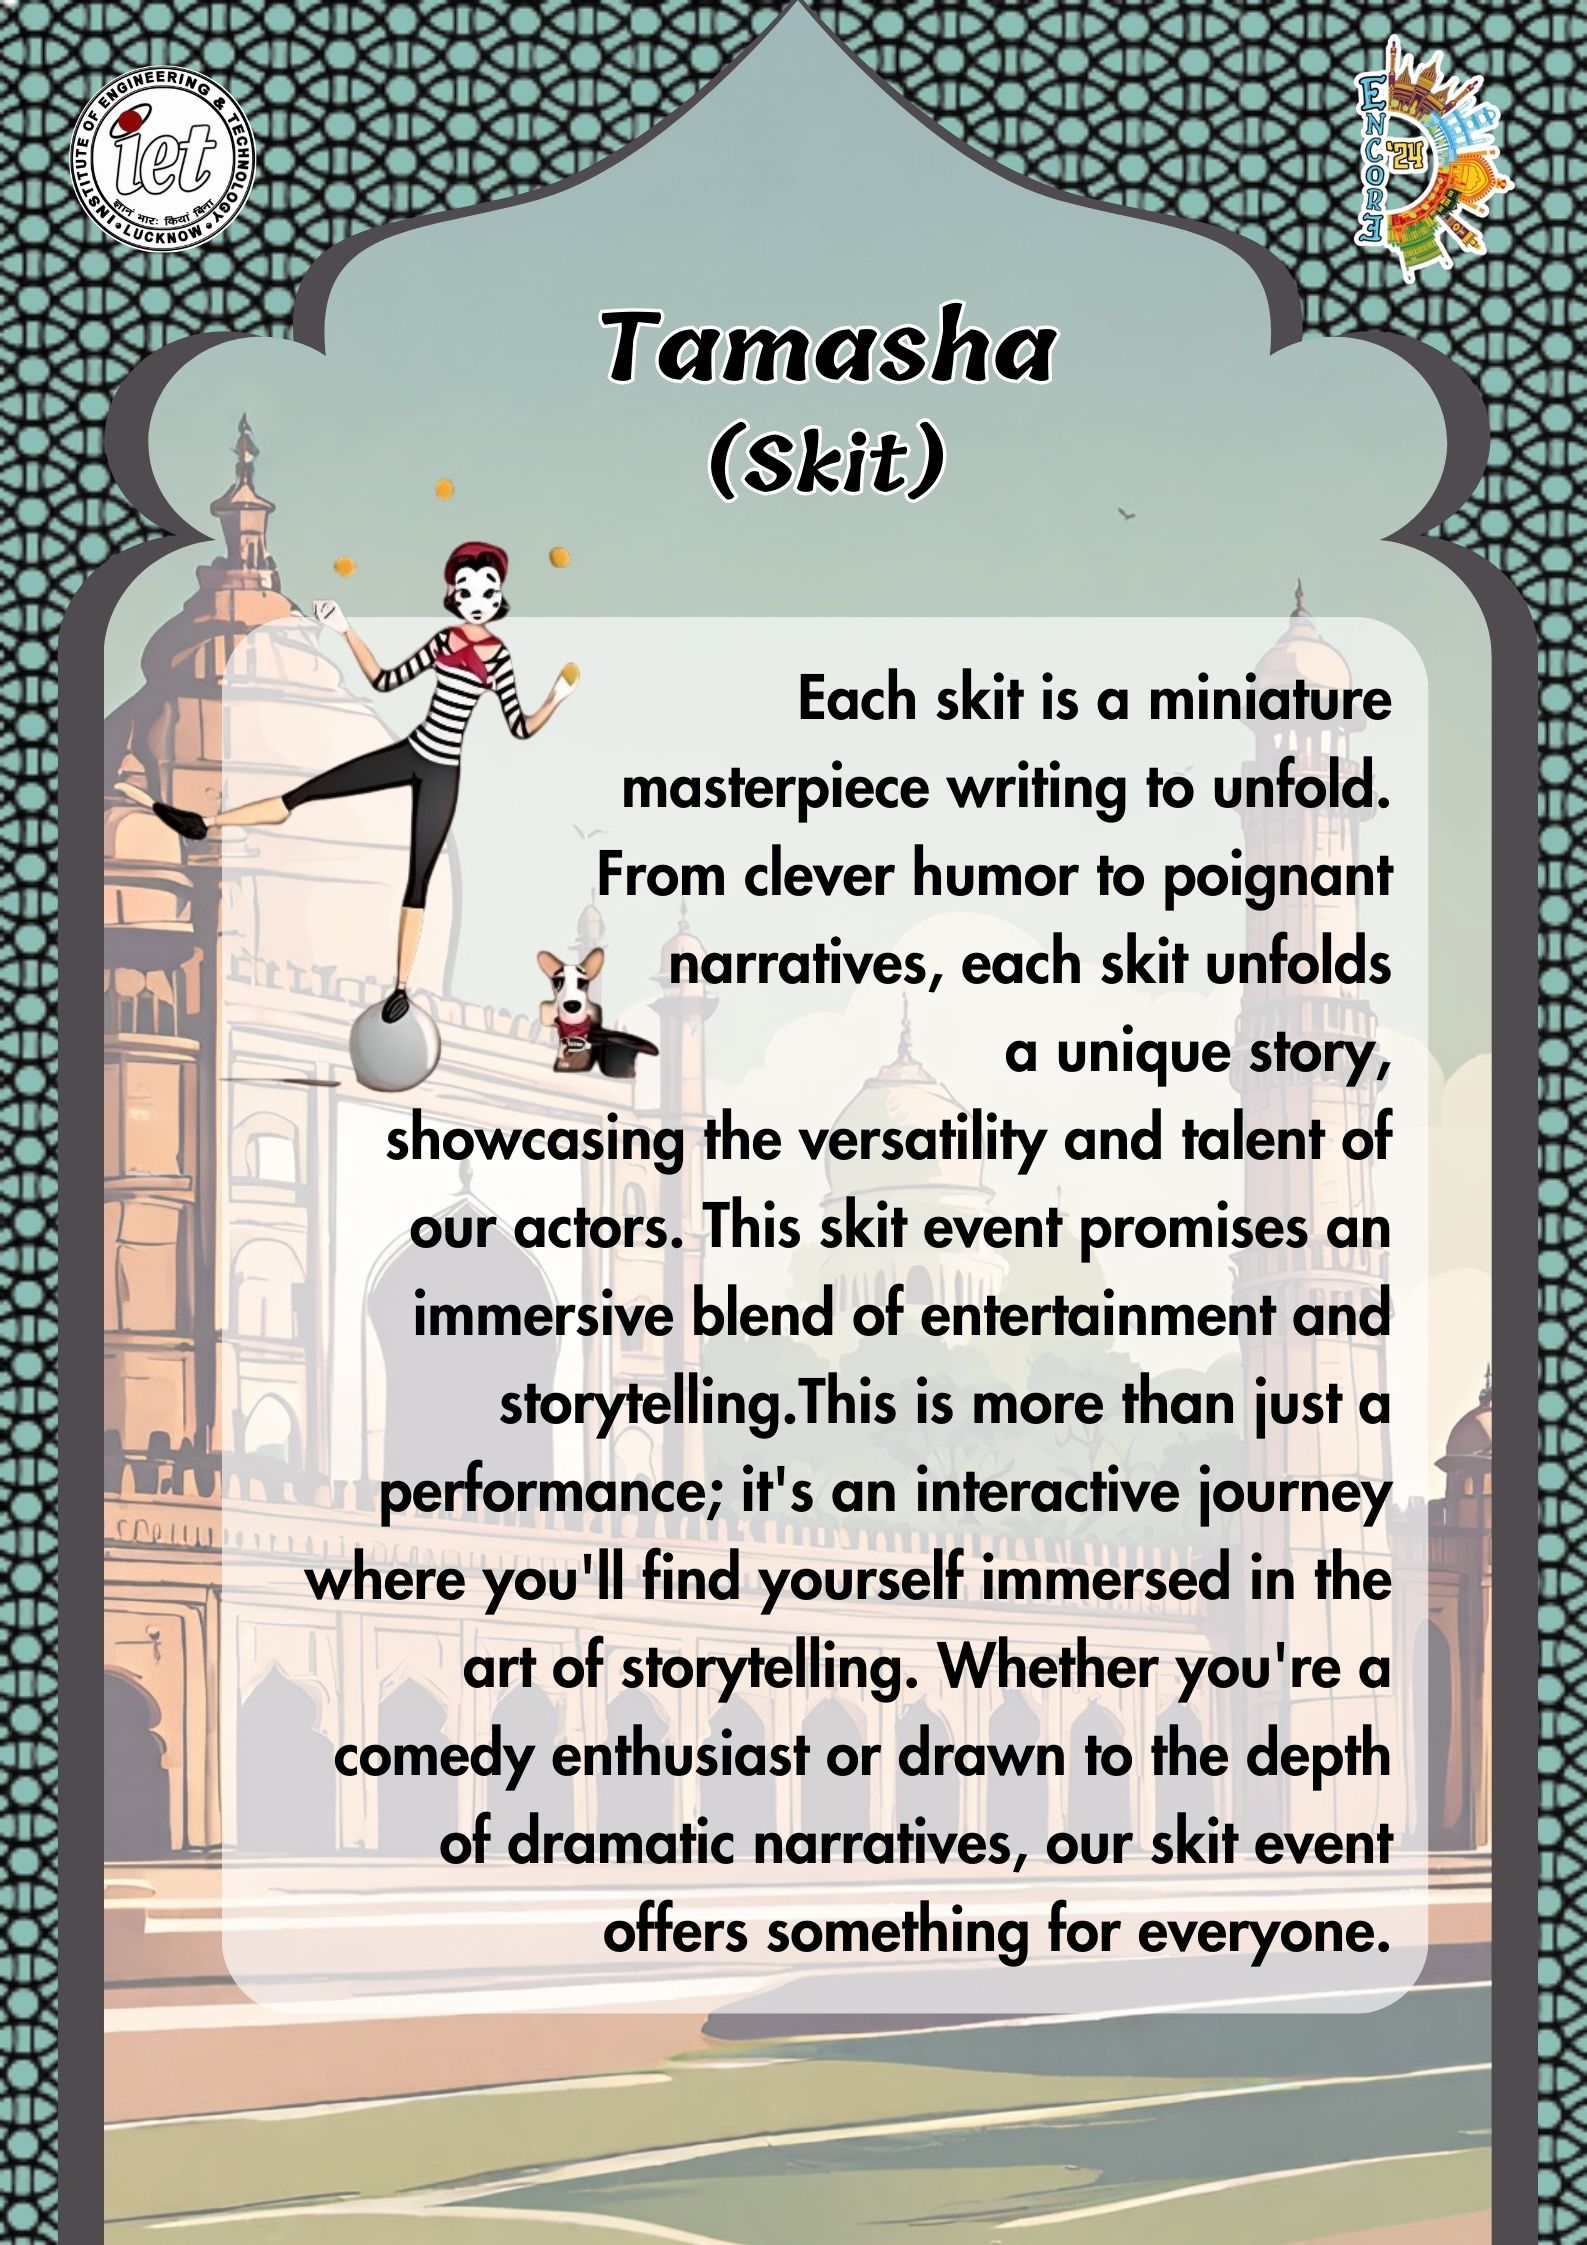 INSTITUTE OF ENGINEERING & TECHNOLOGY
iet
ज्ञानं भारः क्रियां विना
• LUCKNOW •
ENCORE
'24
Tamasha
(Skit)
Each skit is a miniature
masterpiece writing to unfold.
From clever humor to poignant
narratives, each skit unfolds
a unique story,
showcasing the versatility and talent of
our actors. This skit event promises an
immersive blend of entertainment and
storytelling.This is more than just a
performance; it's an interactive journey
where you'll find yourself immersed in the
art of storytelling. Whether you're a
comedy enthusiast or drawn to the depth
of dramatic narratives, our skit event
offers something for everyone.